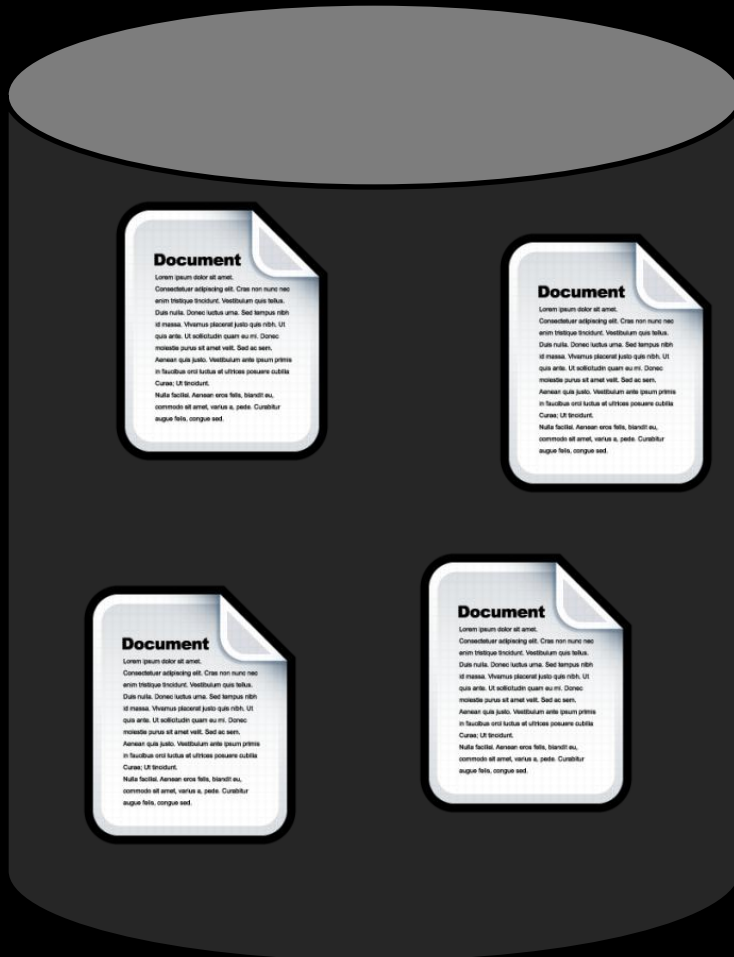 Document
Lorem ipsum dolor sit amet.
Consectetuer adipiscing elit. Cras non nunc nec
enim tristique tincidunt. Vestibulum quis tellus.
Duis nulla. Donec luctus urna. Sed tempus nibh
id massa. Vivamus placerat justo quis nibh. Ut
quis ante. Ut sollicitudin quam eu mi. Donec
molestie purus sit amet velit. Sed ac sem.
Aenean quis justo. Vestibulum ante ipsum primis
in faucibus orci luctus et ultrices posuere cubilia
Curae; Ut tincidunt.
Nulla facilisi. Aenean eros felis, blandit eu,
commodo sit amet, varius a, pede. Curabitur
augue felis, congue sed.
Document
Lorem ipsum dolor sit amet.
Consectetuer adipiscing elit. Cras non nunc nec
enim tristique tincidunt. Vestibulum quis tellus.
Duis nulla. Donec luctus urna. Sed tempus nibh
id massa. Vivamus placerat justo quis nibh. Ut
quis ante. Ut sollicitudin quam eu mi. Donec
molestie purus sit amet velit. Sed ac sem.
Aenean quis justo. Vestibulum ante ipsum primis
in faucibus orci luctus et ultrices posuere cubilia
Curae; Ut tincidunt.
Nulla facilisi. Aenean eros felis, blandit eu,
commodo sit amet, varius a, pede. Curabitur
augue felis, congue sed.
Document
Lorem ipsum dolor sit amet.
Consectetuer adipiscing elit. Cras non nunc nec
enim tristique tincidunt. Vestibulum quis tellus.
Duis nulla. Donec luctus urna. Sed tempus nibh
id massa. Vivamus placerat justo quis nibh. Ut
quis ante. Ut sollicitudin quam eu mi. Donec
molestie purus sit amet velit. Sed ac sem.
Aenean quis justo. Vestibulum ante ipsum primis
in faucibus orci luctus et ultrices posuere cubilia
Curae; Ut tincidunt.
Nulla facilisi. Aenean eros felis, blandit eu,
commodo sit amet, varius a, pede. Curabitur
augue felis, congue sed.
Document
Lorem ipsum dolor sit amet.
Consectetuer adipiscing elit. Cras non nunc nec
enim tristique tincidunt. Vestibulum quis tellus.
Duis nulla. Donec luctus urna. Sed tempus nibh
id massa. Vivamus placerat justo quis nibh. Ut
quis ante. Ut sollicitudin quam eu mi. Donec
molestie purus sit amet velit. Sed ac sem.
Aenean quis justo. Vestibulum ante ipsum primis
in faucibus orci luctus et ultrices posuere cubilia
Curae; Ut tincidunt.
Nulla facilisi. Aenean eros felis, blandit eu,
commodo sit amet, varius a, pede. Curabitur
augue felis, congue sed.